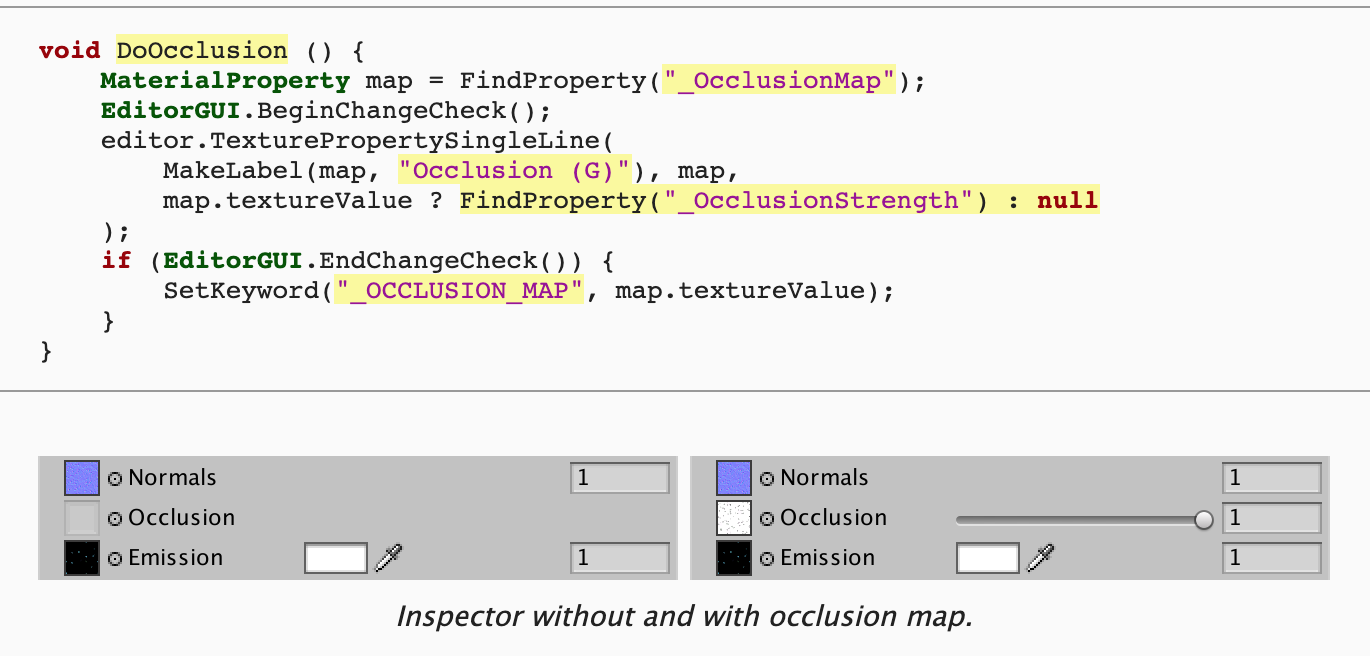 void DoOcclusion () {
    MaterialProperty map = FindProperty("_OcclusionMap");
    EditorGUI.BeginChangeCheck();
    editor.TexturePropertySingleLine(
        MakeLabel(map, "Occlusion (G)"), map,
        map.textureValue ? FindProperty("_OcclusionStrength") : null
    );
    if (EditorGUI.EndChangeCheck()) {
        SetKeyword("_OCCLUSION_MAP", map.textureValue);
    }
}
Normals 1
Occlusion
Emission 1
Normals 1
Occlusion 1
Emission 1
Inspector without and with occlusion map.